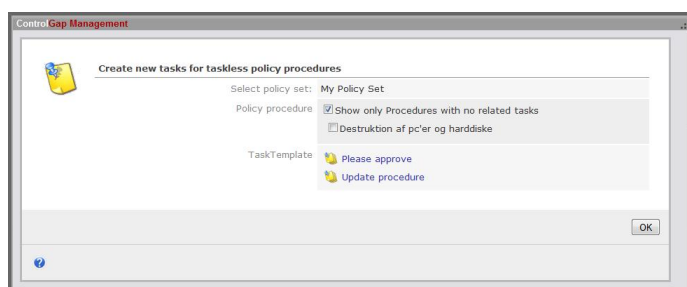 ControlGap Management
Create new tasks for taskless policy procedures
Select policy set: My Policy Set
Policy procedure Show only Procedures with no related tasks
Destruktion af pc'er og harddiske
TaskTemplate Please approve
Update procedure
OK